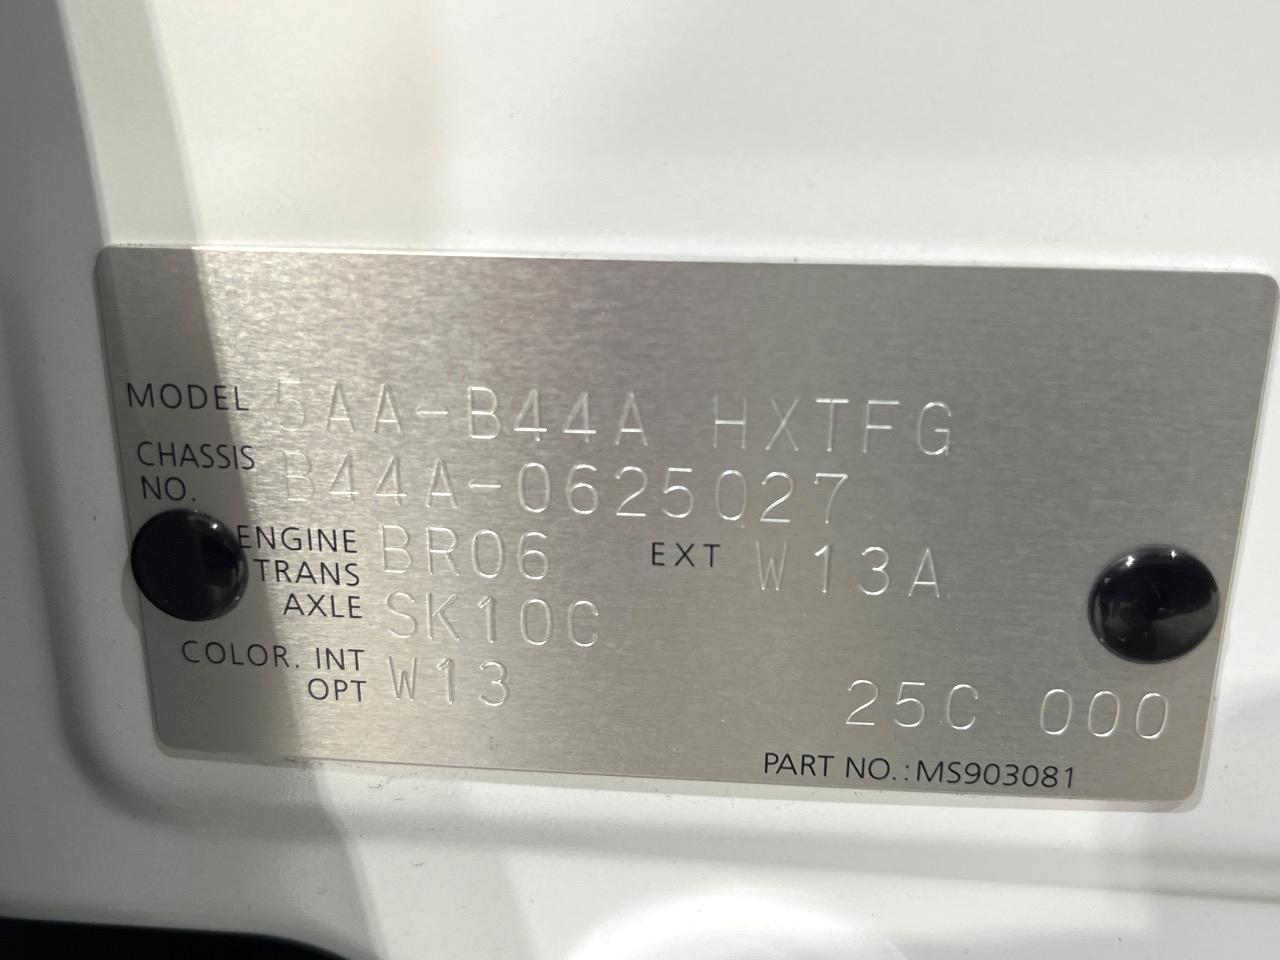 MODEL 5AA-B44A HXTFG
CHASSIS NO. B44A-0625027
ENGINE BR06 EXT W13A
TRANS AXLE SK10C
COLOR. INT OPT W13 25C 000
PART NO.:MS903081